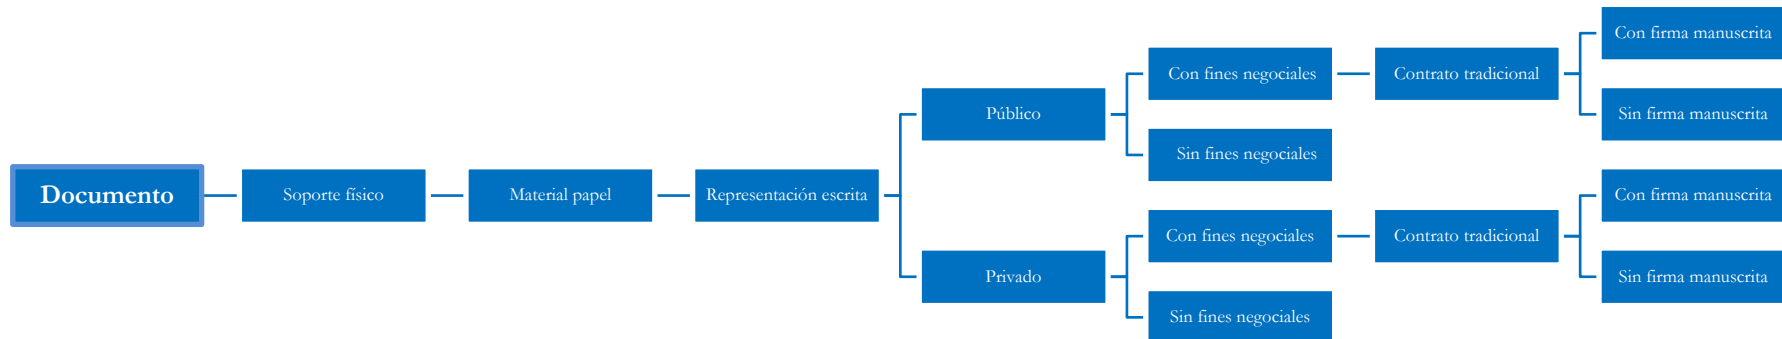 Documento
Soporte físico
Material papel
Representación escrita
Público
Con fines negociales
Contrato tradicional
Con firma manuscrita
Sin firma manuscrita
Sin fines negociales
Privado
Con fines negociales
Contrato tradicional
Con firma manuscrita
Sin firma manuscrita
Sin fines negociales